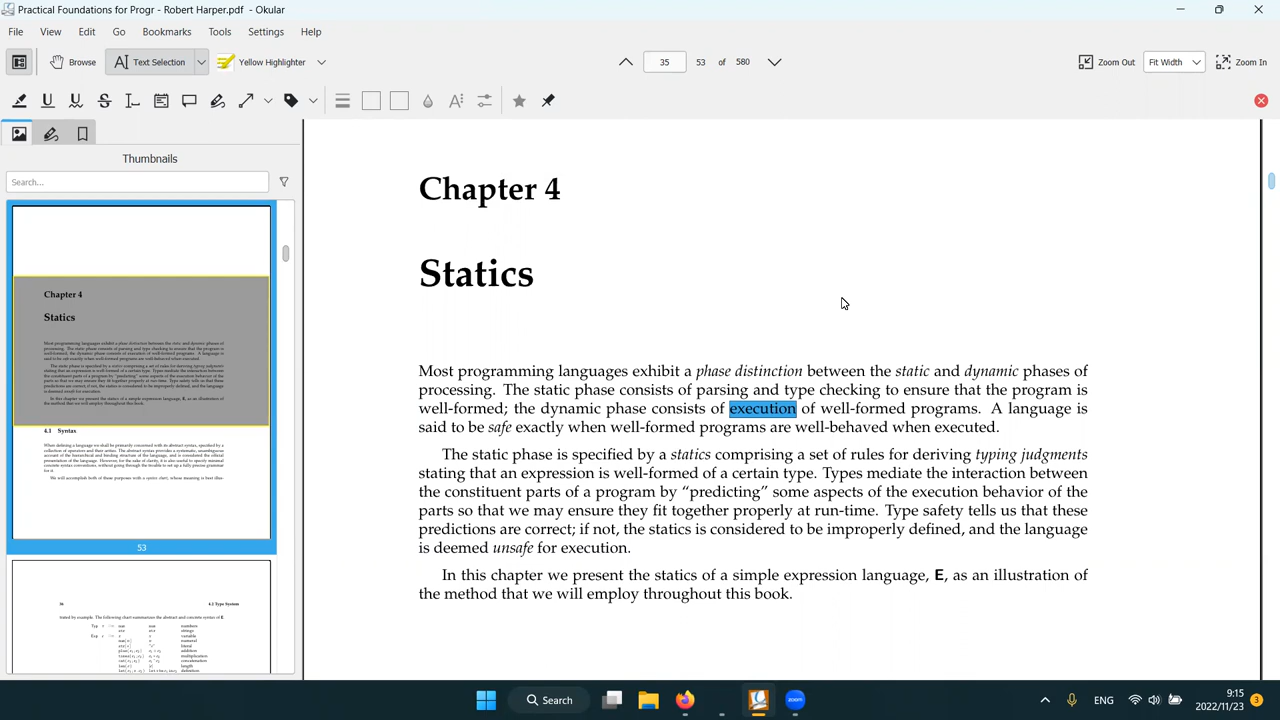 Practical Foundations for Progr - Robert Harper.pdf - Okular
File View Edit Go Bookmarks Tools Settings Help
Browse Text Selection Yellow Highlighter 35 53 of 580 Zoom Out Fit Width Zoom In
Thumbnails
Search...
Chapter 4
Statics
Most programming languages exhibit a phase distinction between the static and dynamic phases of
processing. The static phase consists of parsing and type checking to ensure that the program is
well-formed; the dynamic phase consists of execution of well-formed programs. A language is
said to be safe exactly when well-formed programs are well-behaved when executed.
The static phase is specified by a statics comprising a set of rules for deriving typing judgments
stating that an expression is well-formed of a certain type. Types mediate the interaction between
the constituent parts of a program by “predicting” some aspects of the execution behavior of the
parts so that we may ensure they fit together properly at run-time. Type safety tells us that these
predictions are correct; if not, the statics is considered to be improperly defined, and the language
is deemed unsafe for execution.
In this chapter we present the statics of a simple expression language, E, as an illustration of
the method that we will employ throughout this book.
Chapter 4
Statics
4.1 Syntax
53
36 4.2 Type System
Search
zoom
ENG
9:15
2022/11/23
3